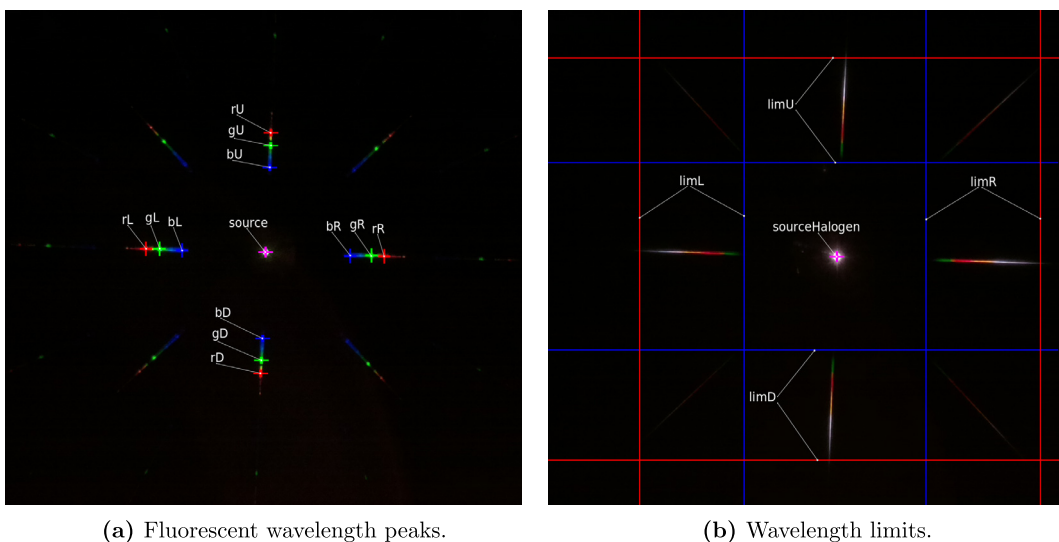 rU
gU
bU
rL
gL
bL
source
bR
gR
rR
bD
gD
rD
limU
limL
limR
sourceHalogen
limD
(a) Fluorescent wavelength peaks.
(b) Wavelength limits.